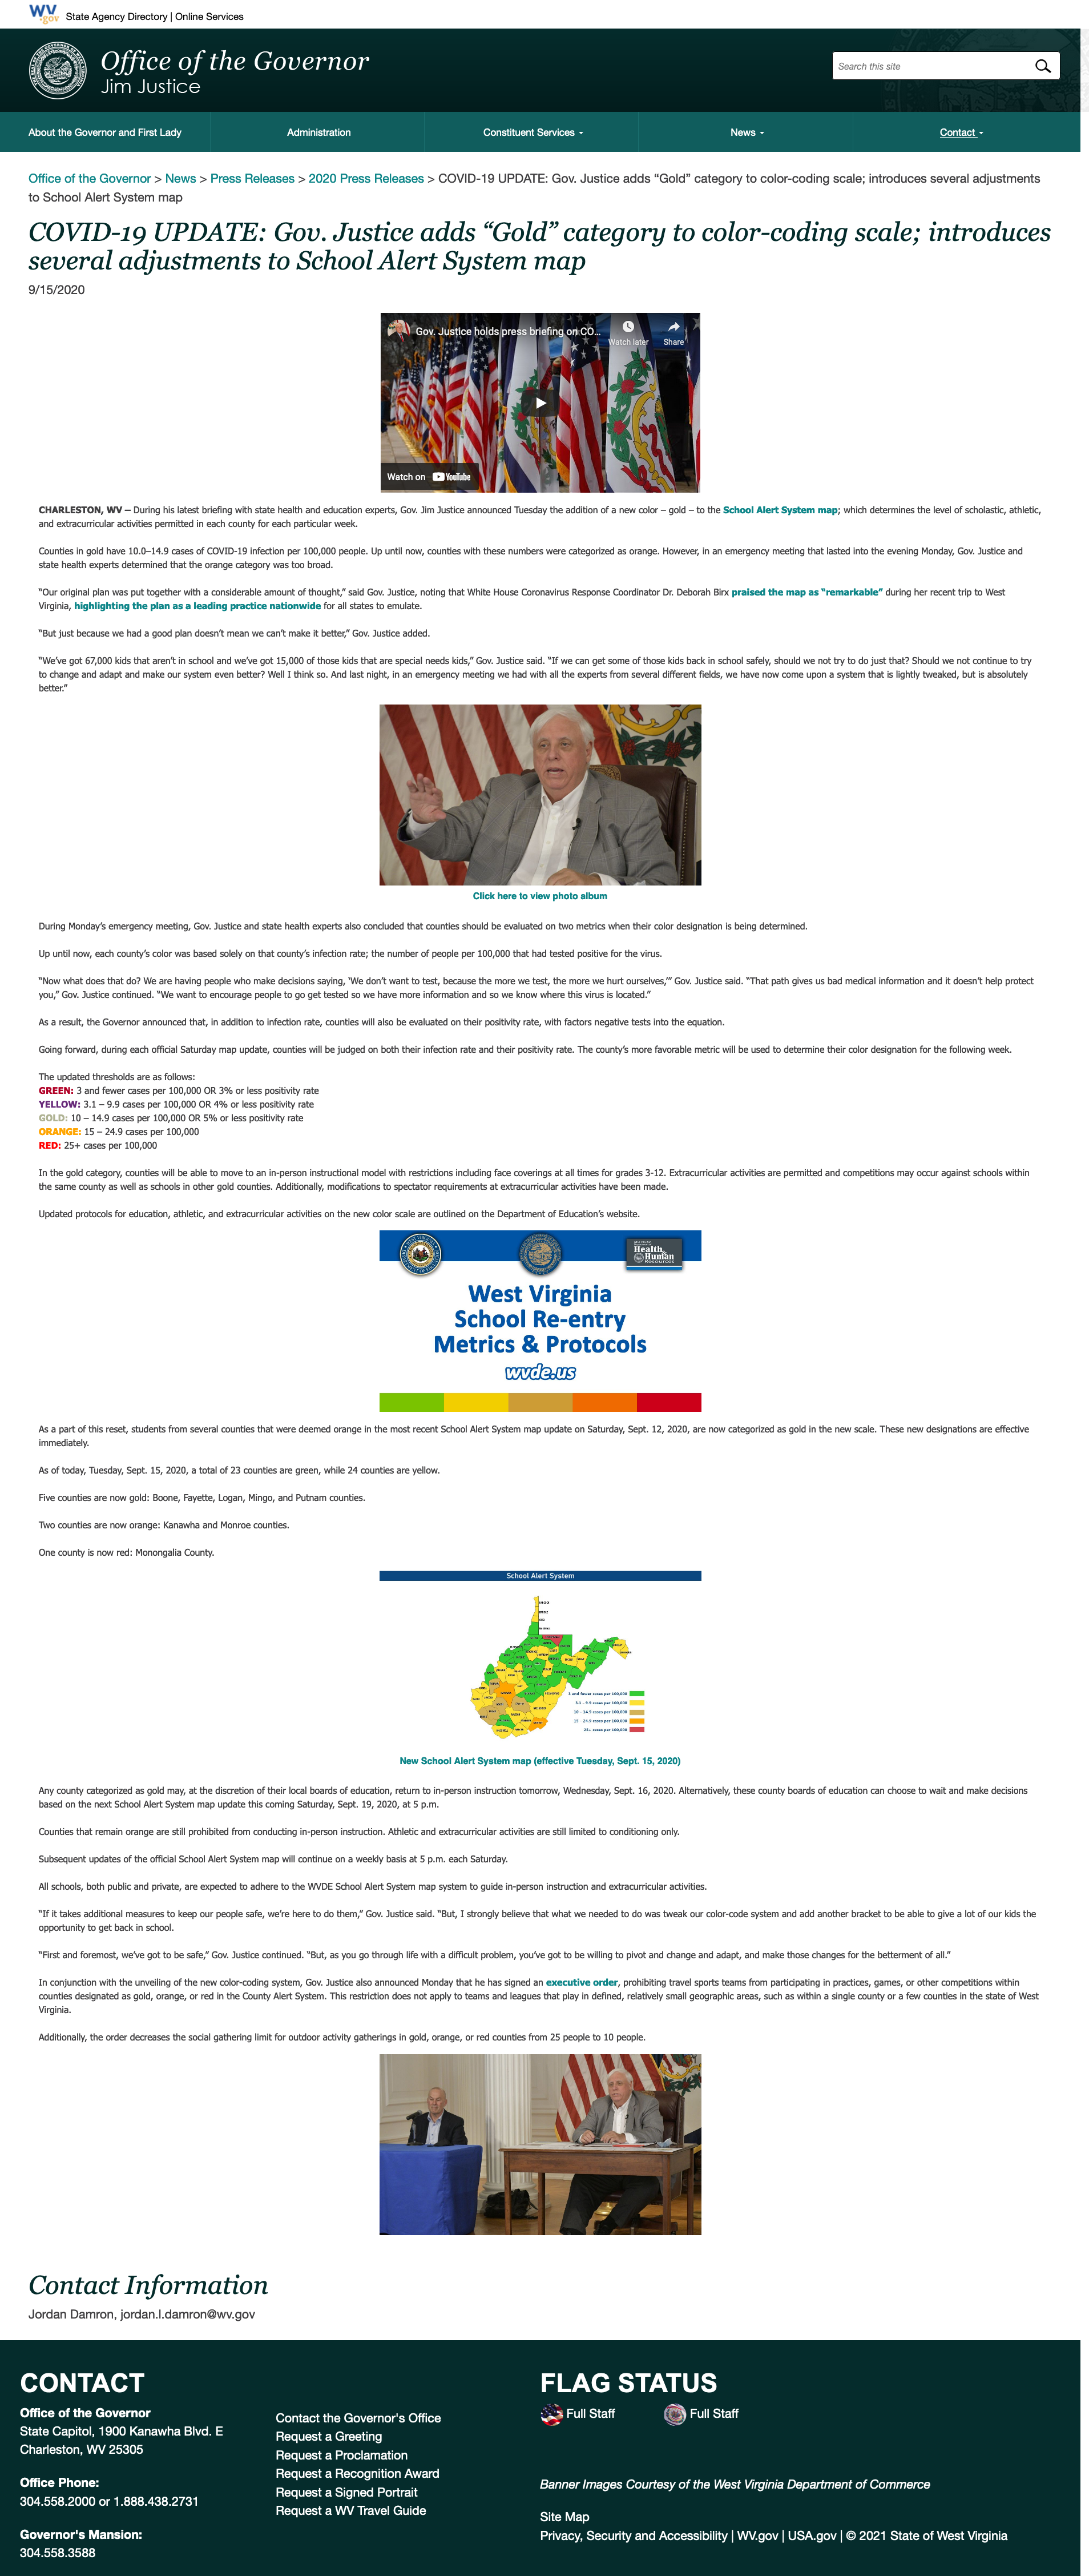 WV
.gov
State Agency Directory | Online Services
Office of the Governor
Jim Justice
Search this site
About the Governor and First Lady
Administration
Constituent Services
News
Contact
Office of the Governor > News > Press Releases > 2020 Press Releases > COVID-19 UPDATE: Gov. Justice adds “Gold” category to color-coding scale; introduces several adjustments
to School Alert System map
COVID-19 UPDATE: Gov. Justice adds “Gold” category to color-coding scale; introduces
several adjustments to School Alert System map
9/15/2020
Gov. Justice holds press briefing on CO...
Watch later
Share
Watch on YouTube
CHARLESTON, WV – During his latest briefing with state health and education experts, Gov. Jim Justice announced Tuesday the addition of a new color – gold – to the School Alert System map; which determines the level of scholastic, athletic,
and extracurricular activities permitted in each county for each particular week.
Counties in gold have 10.0–14.9 cases of COVID-19 infection per 100,000 people. Up until now, counties with these numbers were categorized as orange. However, in an emergency meeting that lasted into the evening Monday, Gov. Justice and
state health experts determined that the orange category was too broad.
“Our original plan was put together with a considerable amount of thought,” said Gov. Justice, noting that White House Coronavirus Response Coordinator Dr. Deborah Birx praised the map as “remarkable” during her recent trip to West
Virginia, highlighting the plan as a leading practice nationwide for all states to emulate.
“But just because we had a good plan doesn’t mean we can’t make it better,” Gov. Justice added.
“We’ve got 67,000 kids that aren’t in school and we’ve got 15,000 of those kids that are special needs kids,” Gov. Justice said. “If we can get some of those kids back in school safely, should we not try to do just that? Should we not continue to try
to change and adapt and make our system even better? Well I think so. And last night, in an emergency meeting we had with all the experts from several different fields, we have now come upon a system that is lightly tweaked, but is absolutely
better.”
Click here to view photo album
During Monday’s emergency meeting, Gov. Justice and state health experts also concluded that counties should be evaluated on two metrics when their color designation is being determined.
Up until now, each county’s color was based solely on that county’s infection rate; the number of people per 100,000 that had tested positive for the virus.
“Now what does that do? We are having people who make decisions saying, ‘We don’t want to test, because the more we test, the more we hurt ourselves,’” Gov. Justice said. “That path gives us bad medical information and it doesn’t help protect
you,” Gov. Justice continued. “We want to encourage people to go get tested so we have more information and so we know where this virus is located.”
As a result, the Governor announced that, in addition to infection rate, counties will also be evaluated on their positivity rate, with factors negative tests into the equation.
Going forward, during each official Saturday map update, counties will be judged on both their infection rate and their positivity rate. The county’s more favorable metric will be used to determine their color designation for the following week.
The updated thresholds are as follows:
GREEN: 3 and fewer cases per 100,000 OR 3% or less positivity rate
YELLOW: 3.1 – 9.9 cases per 100,000 OR 4% or less positivity rate
GOLD: 10 – 14.9 cases per 100,000 OR 5% or less positivity rate
ORANGE: 15 – 24.9 cases per 100,000
RED: 25+ cases per 100,000
In the gold category, counties will be able to move to an in-person instructional model with restrictions including face coverings at all times for grades 3-12. Extracurricular activities are permitted and competitions may occur against schools within
the same county as well as schools in other gold counties. Additionally, modifications to spectator requirements at extracurricular activities have been made.
Updated protocols for education, athletic, and extracurricular activities on the new color scale are outlined on the Department of Education’s website.
Health
Human
Resources
West Virginia
School Re-entry
Metrics & Protocols
wvde.us
As a part of this reset, students from several counties that were deemed orange in the most recent School Alert System map update on Saturday, Sept. 12, 2020, are now categorized as gold in the new scale. These new designations are effective
immediately.
As of today, Tuesday, Sept. 15, 2020, a total of 23 counties are green, while 24 counties are yellow.
Five counties are now gold: Boone, Fayette, Logan, Mingo, and Putnam counties.
Two counties are now orange: Kanawha and Monroe counties.
One county is now red: Monongalia County.
School Alert System
3 and fewer cases per 100,000
3.1 - 9.9 cases per 100,000
10 - 14.9 cases per 100,000
15 - 24.9 cases per 100,000
25+ cases per 100,000
New School Alert System map (effective Tuesday, Sept. 15, 2020)
Any county categorized as gold may, at the discretion of their local boards of education, return to in-person instruction tomorrow, Wednesday, Sept. 16, 2020. Alternatively, these county boards of education can choose to wait and make decisions
based on the next School Alert System map update this coming Saturday, Sept. 19, 2020, at 5 p.m.
Counties that remain orange are still prohibited from conducting in-person instruction. Athletic and extracurricular activities are still limited to conditioning only.
Subsequent updates of the official School Alert System map will continue on a weekly basis at 5 p.m. each Saturday.
All schools, both public and private, are expected to adhere to the WVDE School Alert System map system to guide in-person instruction and extracurricular activities.
“If it takes additional measures to keep our people safe, we’re here to do them,” Gov. Justice said. “But, I strongly believe that what we needed to do was tweak our color-code system and add another bracket to be able to give a lot of our kids the
opportunity to get back in school.
“First and foremost, we’ve got to be safe,” Gov. Justice continued. “But, as you go through life with a difficult problem, you’ve got to be willing to pivot and change and adapt, and make those changes for the betterment of all.”
In conjunction with the unveiling of the new color-coding system, Gov. Justice also announced Monday that he has signed an executive order, prohibiting travel sports teams from participating in practices, games, or other competitions within
counties designated as gold, orange, or red in the County Alert System. This restriction does not apply to teams and leagues that play in defined, relatively small geographic areas, such as within a single county or a few counties in the state of West
Virginia.
Additionally, the order decreases the social gathering limit for outdoor activity gatherings in gold, orange, or red counties from 25 people to 10 people.
Contact Information
Jordan Damron, jordan.l.damron@wv.gov
CONTACT
Office of the Governor
State Capitol, 1900 Kanawha Blvd. E
Charleston, WV 25305
Office Phone:
304.558.2000 or 1.888.438.2731
Governor's Mansion:
304.558.3588
Contact the Governor's Office
Request a Greeting
Request a Proclamation
Request a Recognition Award
Request a Signed Portrait
Request a WV Travel Guide
FLAG STATUS
Full Staff
Full Staff
Banner Images Courtesy of the West Virginia Department of Commerce
Site Map
Privacy, Security and Accessibility | WV.gov | USA.gov | © 2021 State of West Virginia